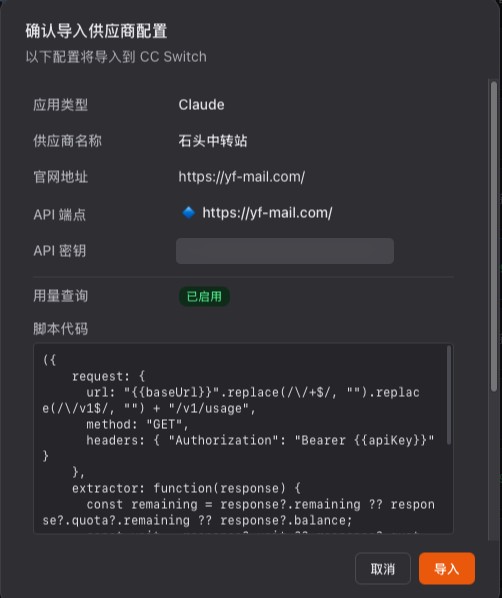 确认导入供应商配置
以下配置将导入到 CC Switch
应用类型 Claude
供应商名称 石头中转站
官网地址 https://yf-mail.com/
API 端点 🔹 https://yf-mail.com/
API 密钥
用量查询 已启用
脚本代码
({
    request: {
      url: "{{baseUrl}}".replace(/\/+$/, "").replac
e(/\/v1$/, "") + "/v1/usage",
      method: "GET",
      headers: { "Authorization": "Bearer {{apiKey}}"
}
    },
    extractor: function(response) {
      const remaining = response?.remaining ?? respon
se?.quota?.remaining ?? response?.balance;
取消 导入